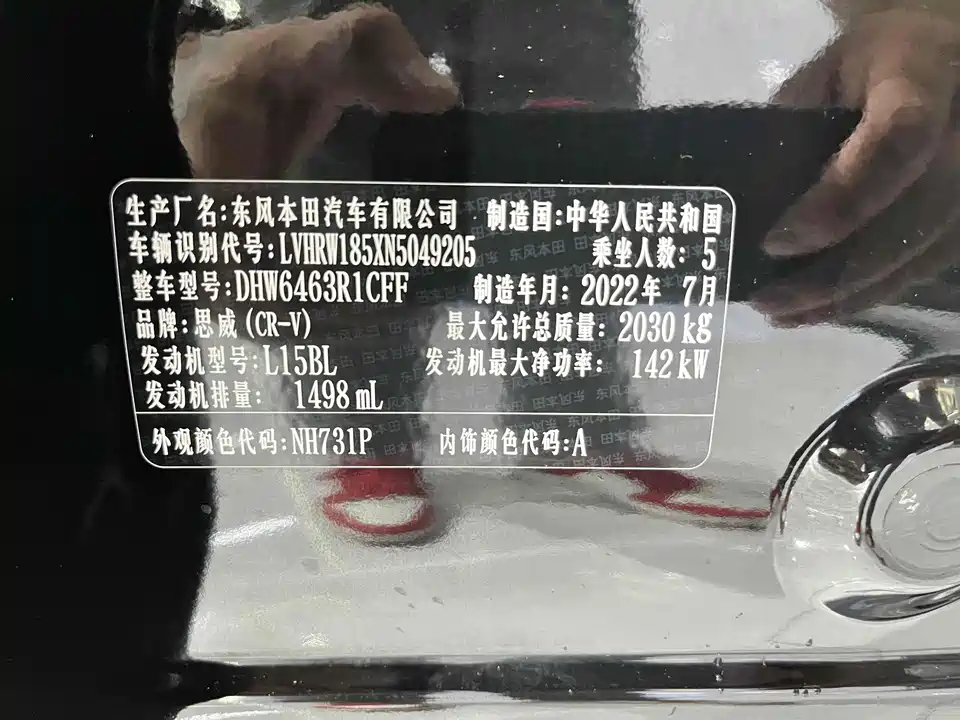 生产厂名:东风本田汽车有限公司 制造国:中华人民共和国
车辆识别代号:LVHRW185XN5049205 乘坐人数:5
整车型号:DHW6463R1CFF 制造年月:2022年 7月
品牌:思威(CR-V) 最大允许总质量:2030kg
发动机型号:L15BL 发动机最大净功率:142kW
发动机排量:1498mL
外观颜色代码:NH731P 内饰颜色代码:A